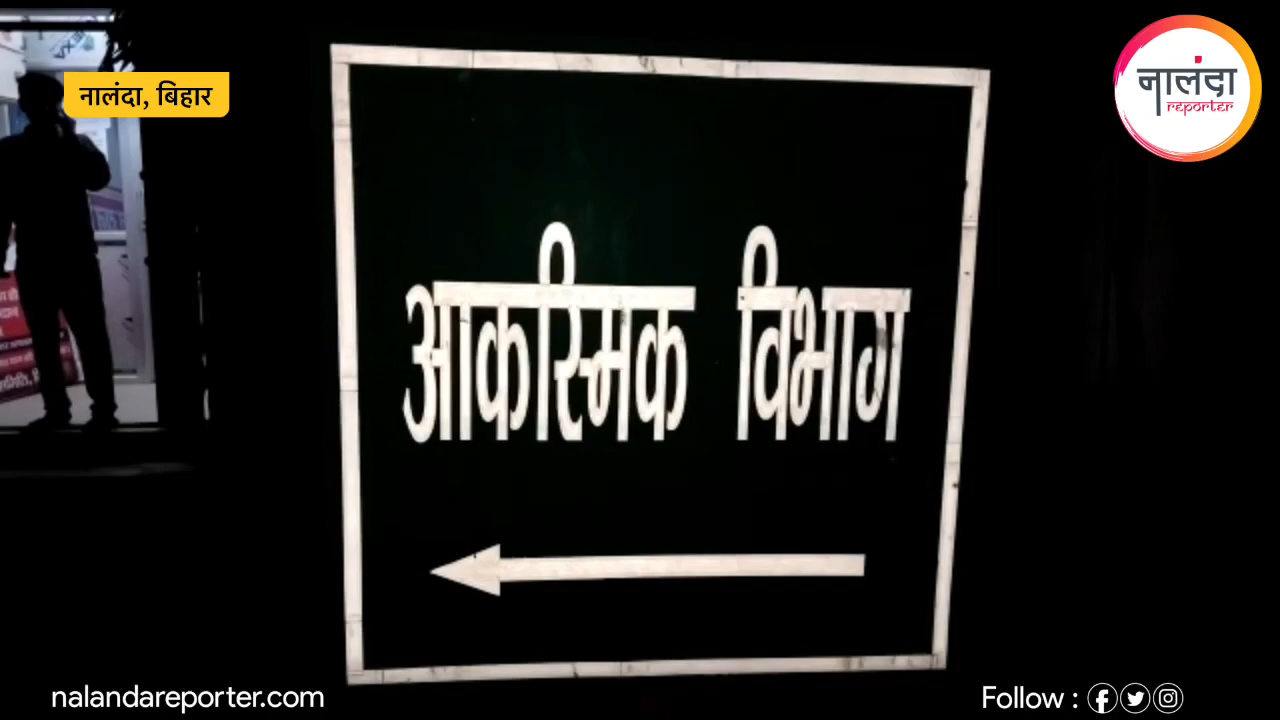 नालंदा, बिहार
नालंदा
reporter
आकस्मिक विभाग
nalandareporter.com
Follow :